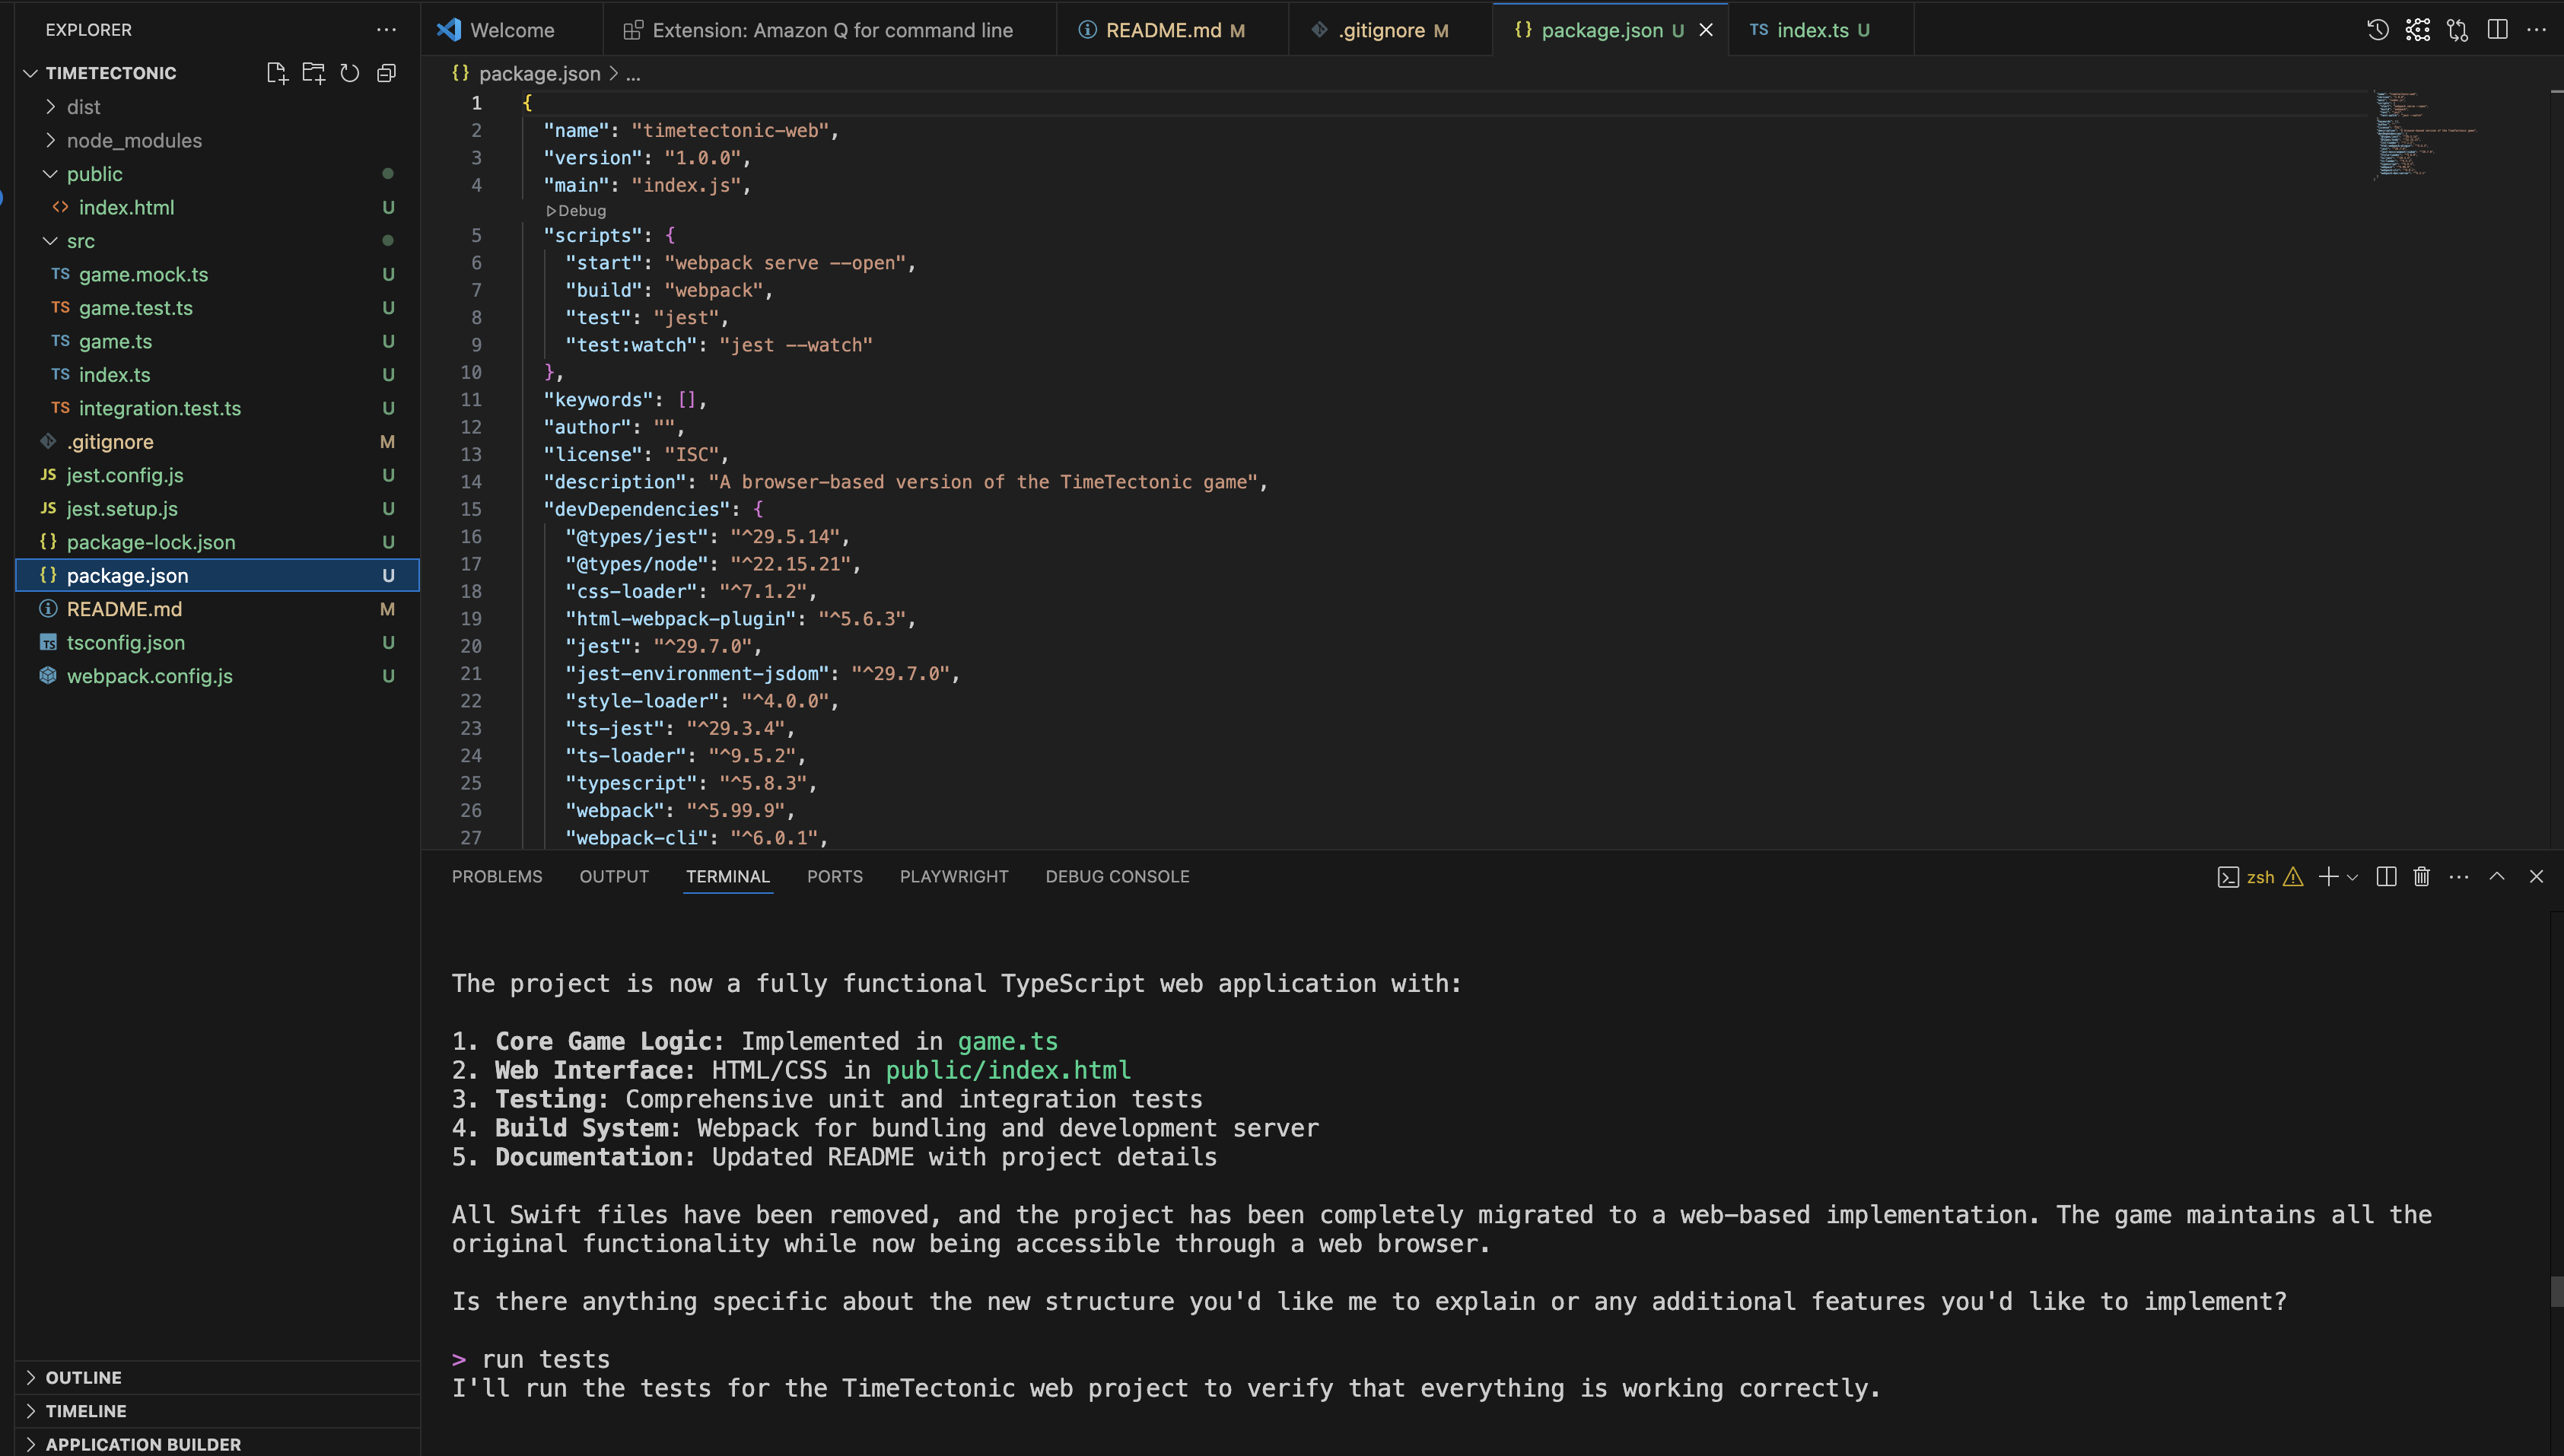 EXPLORER
TIMETECTONIC
dist
node_modules
public
<> index.html U
src
TS game.mock.ts U
TS game.test.ts U
TS game.ts U
TS index.ts U
TS integration.test.ts U
.gitignore M
JS jest.config.js U
JS jest.setup.js U
{} package-lock.json U
{} package.json U
README.md M
TS tsconfig.json U
webpack.config.js U
OUTLINE
TIMELINE
APPLICATION BUILDER
Welcome
Extension: Amazon Q for command line
README.md M
.gitignore M
{} package.json U
TS index.ts U
{} package.json > ...
1 {
2 "name": "timetectonic-web",
3 "version": "1.0.0",
4 "main": "index.js",
Debug
5 "scripts": {
6 "start": "webpack serve --open",
7 "build": "webpack",
8 "test": "jest",
9 "test:watch": "jest --watch"
10 },
11 "keywords": [],
12 "author": "",
13 "license": "ISC",
14 "description": "A browser-based version of the TimeTectonic game",
15 "devDependencies": {
16 "@types/jest": "^29.5.14",
17 "@types/node": "^22.15.21",
18 "css-loader": "^7.1.2",
19 "html-webpack-plugin": "^5.6.3",
20 "jest": "^29.7.0",
21 "jest-environment-jsdom": "^29.7.0",
22 "style-loader": "^4.0.0",
23 "ts-jest": "^29.3.4",
24 "ts-loader": "^9.5.2",
25 "typescript": "^5.8.3",
26 "webpack": "^5.99.9",
27 "webpack-cli": "^6.0.1",
PROBLEMS OUTPUT TERMINAL PORTS PLAYWRIGHT DEBUG CONSOLE
zsh
The project is now a fully functional TypeScript web application with:
1. Core Game Logic: Implemented in game.ts
2. Web Interface: HTML/CSS in public/index.html
3. Testing: Comprehensive unit and integration tests
4. Build System: Webpack for bundling and development server
5. Documentation: Updated README with project details
All Swift files have been removed, and the project has been completely migrated to a web-based implementation. The game maintains all the
original functionality while now being accessible through a web browser.
Is there anything specific about the new structure you'd like me to explain or any additional features you'd like to implement?
> run tests
I'll run the tests for the TimeTectonic web project to verify that everything is working correctly.